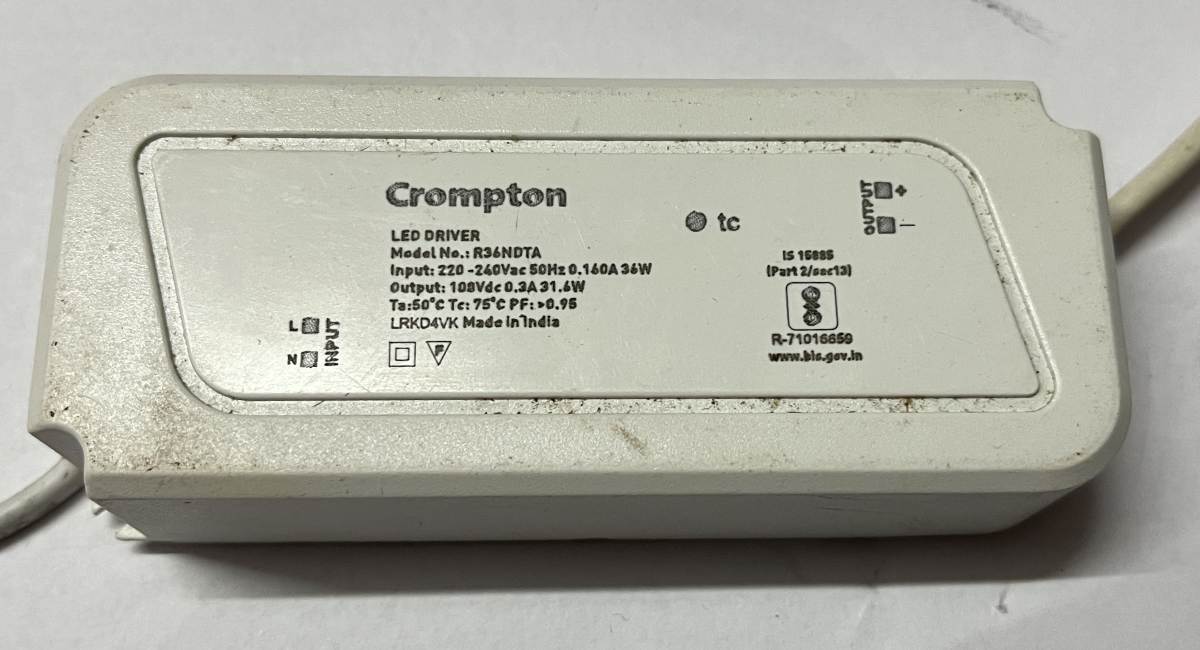 Crompton
LED DRIVER
Model No.: R36NDTA
Input: 220 -240Vac 50Hz 0.160A 36W
Output: 108Vdc 0.3A 31.6W
Ta:50°C Tc: 75°C PF: >0.95
LRKD4VK Made in India
F
L
N
INPUT
tc
OUTPUT
+
–
IS 15885
(Part 2/sec13)
R-71016659
www.bis.gov.in